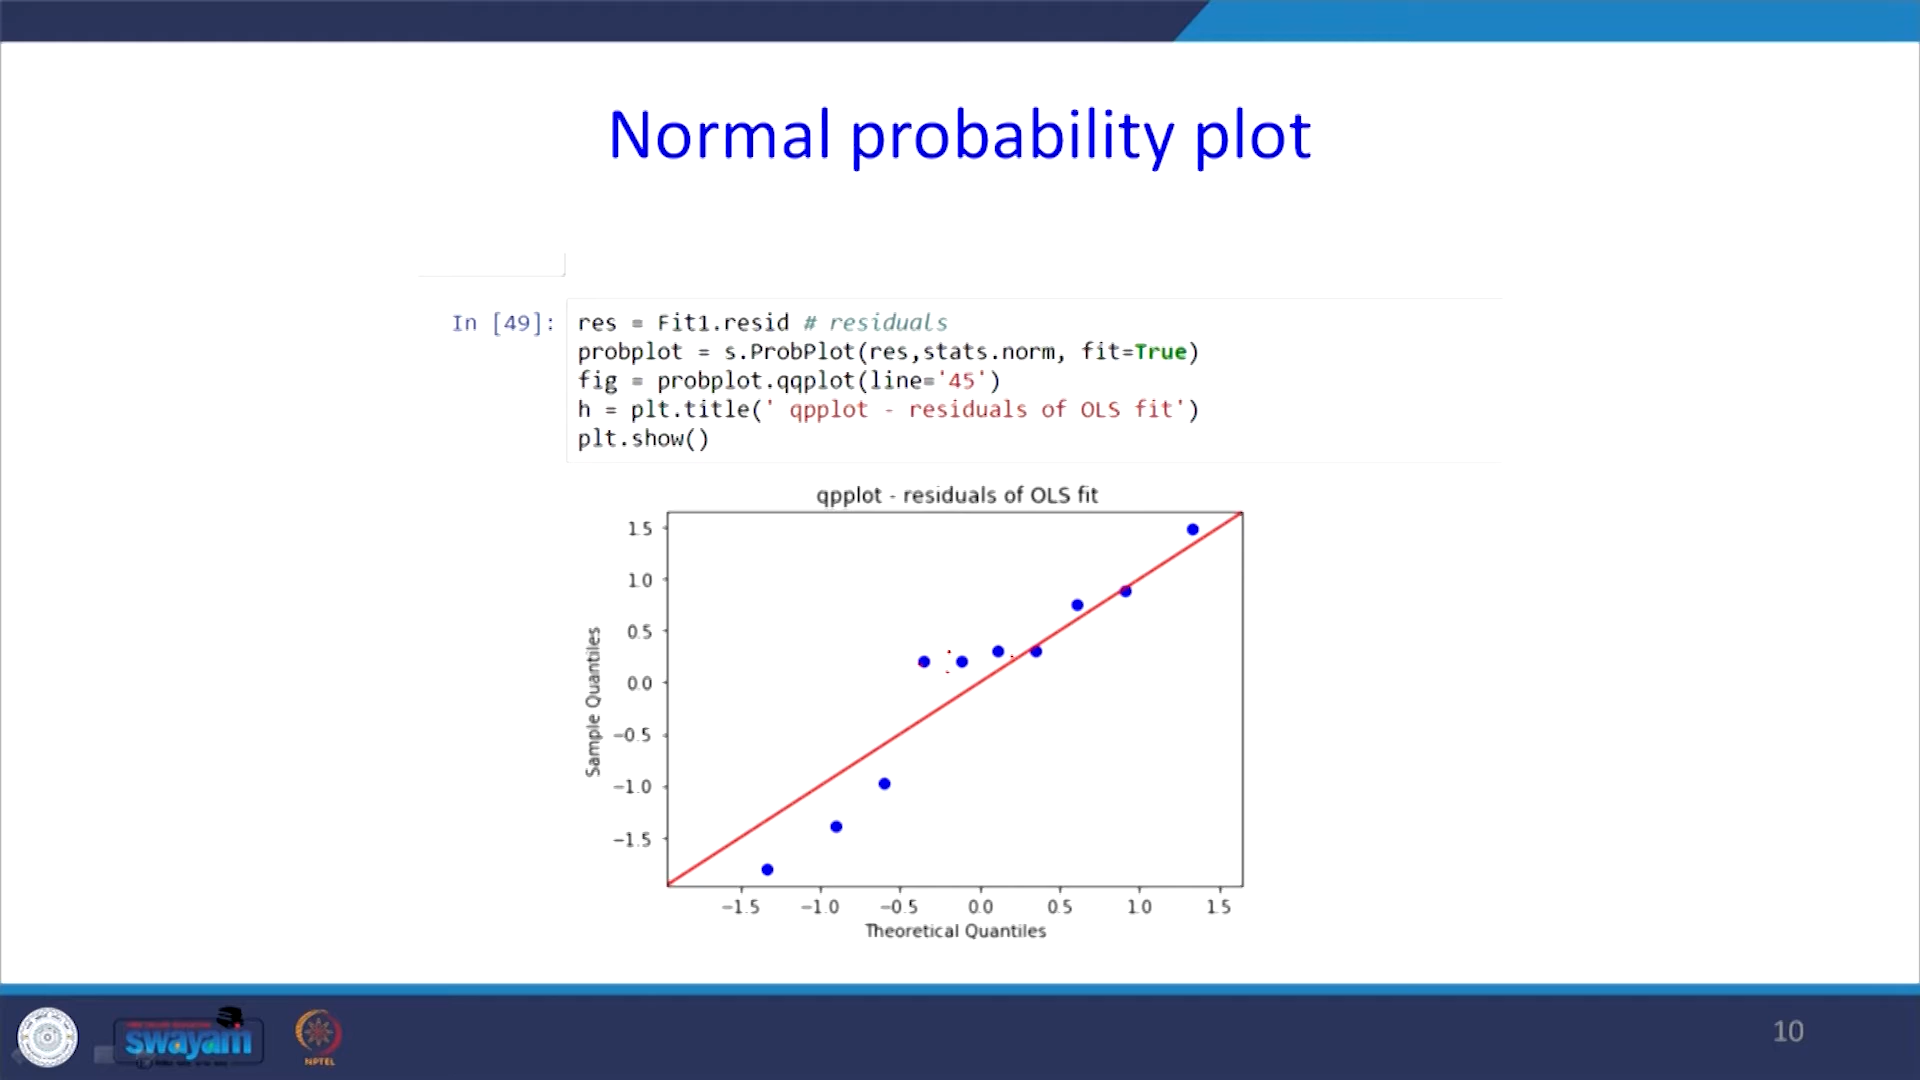 Normal probability plot
In [49]:
res = Fit1.resid # residuals
probplot = s.ProbPlot(res,stats.norm, fit=True)
fig = probplot.qqplot(line='45')
h = plt.title(' qpplot - residuals of OLS fit')
plt.show()
qpplot - residuals of OLS fit
1.5
1.0
0.5
0.0
−0.5
−1.0
−1.5
Sample Quantiles
−1.5 −1.0 −0.5 0.0 0.5 1.0 1.5
Theoretical Quantiles
swayam
NPTEL
10